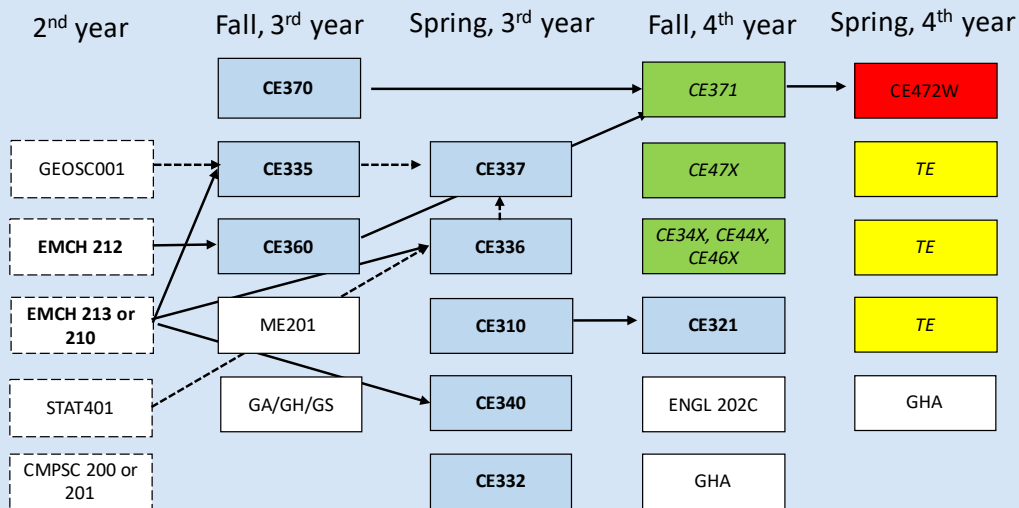 2nd year
Fall, 3rd year
Spring, 3rd year
Fall, 4th year
Spring, 4th year
CE370
CE371
CE472W
GEOSC001
CE335
CE337
CE47X
TE
EMCH 212
CE360
CE336
CE34X, CE44X,
CE46X
TE
EMCH 213 or
210
ME201
CE310
CE321
TE
STAT401
GA/GH/GS
CE340
ENGL 202C
GHA
CMPSC 200 or
201
CE332
GHA